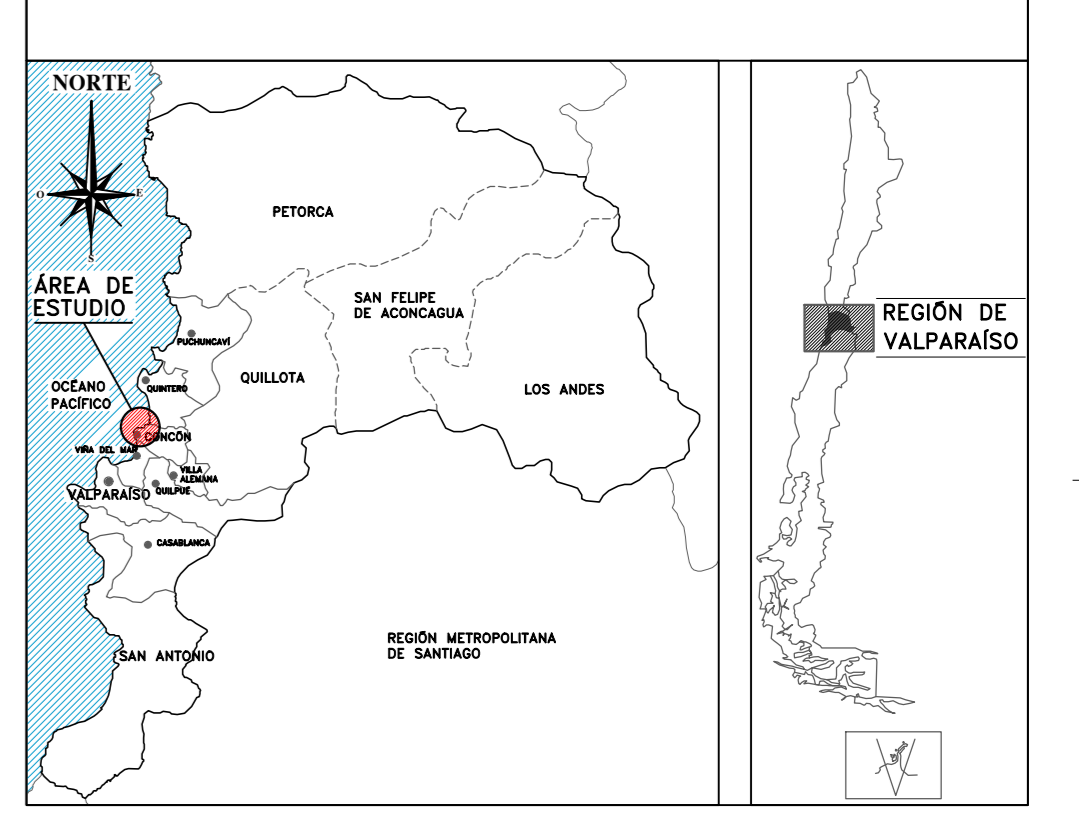 NORTE
O
E
S
ÁREA DE
ESTUDIO
OCÉANO
PACÍFICO
PETORCA
SAN FELIPE
DE ACONCAGUA
PUCHUNCAVÍ
QUINTERO
QUILLOTA
LOS ANDES
CONCÓN
VIÑA DEL MAR
VILLA
ALEMANA
QUILPUÉ
VALPARAÍSO
CASABLANCA
SAN ANTONIO
REGIÓN METROPOLITANA
DE SANTIAGO
REGIÓN DE
VALPARAÍSO